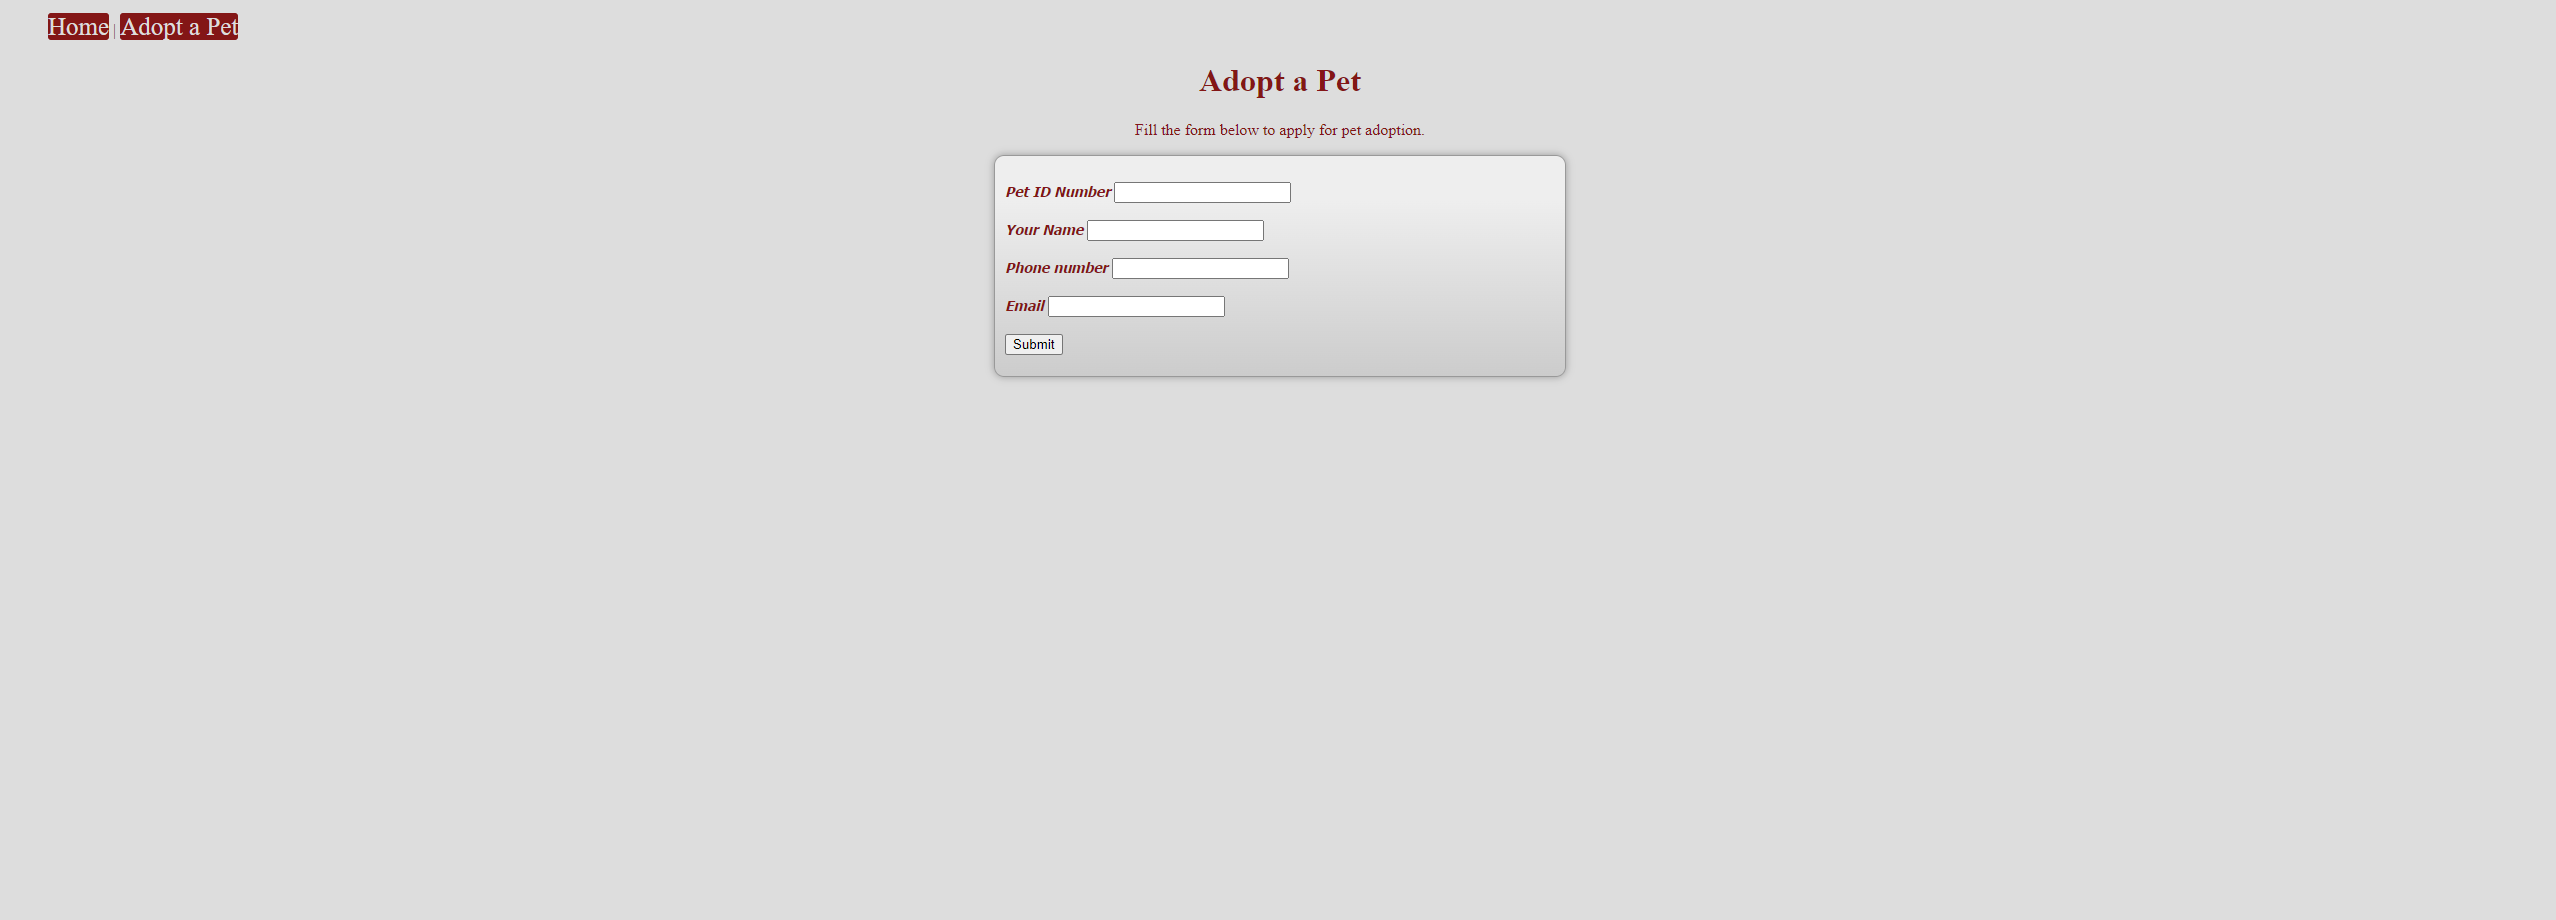 Home | Adopt a Pet
Adopt a Pet
Fill the form below to apply for pet adoption.
Pet ID Number
Your Name
Phone number
Email
Submit